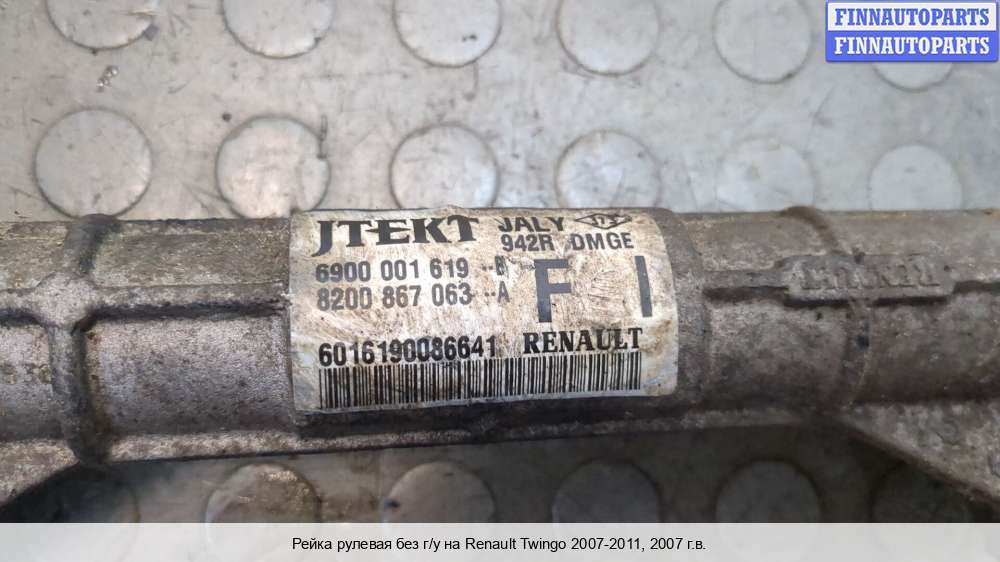 FINNAUTOPARTS
FINNAUTOPARTS
JTEKT JALY
942R DMGE
6900 001 619 --B
8200 867 063 --A
F I
6016190086641 RENAULT
Рейка рулевая без г/у на Renault Twingo 2007-2011, 2007 г.в.